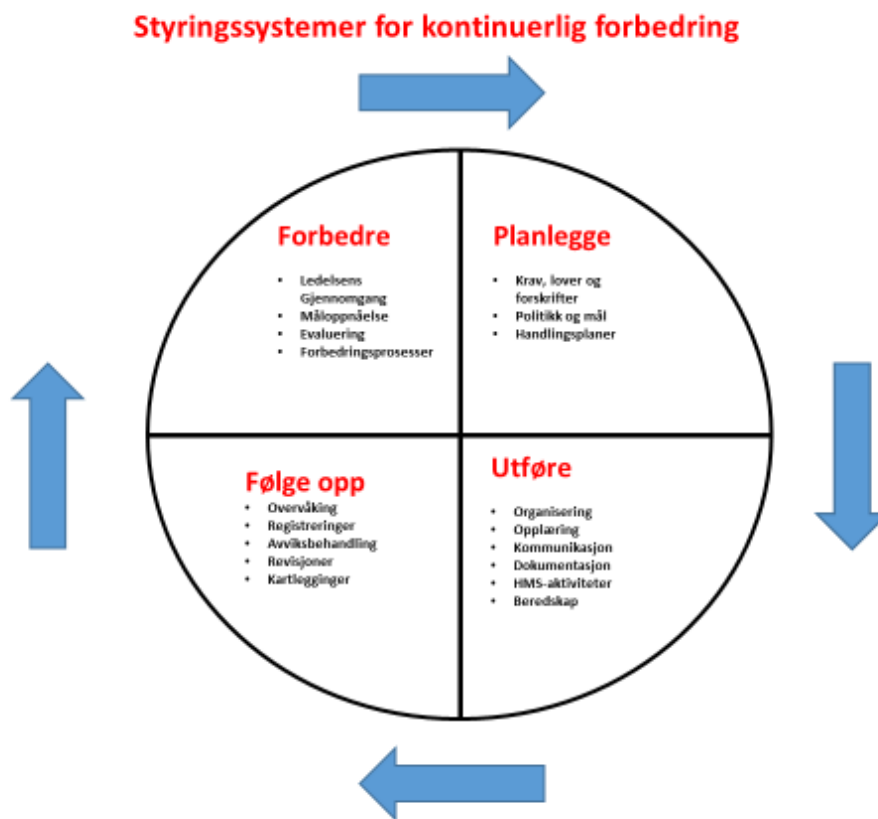 Styringssystemer for kontinuerlig forbedring
Forbedre
• Ledelsens
Gjennomgang
• Måloppnåelse
• Evaluering
• Forbedringsprosesser
Planlegge
• Krav, lover og
forskrifter
• Politikk og mål
• Handlingsplaner
Følge opp
• Overvåking
• Registreringer
• Avviksbehandling
• Revisjoner
• Kartlegginger
Utføre
• Organisering
• Opplæring
• Kommunikasjon
• Dokumentasjon
• HMS-aktiviteter
• Beredskap